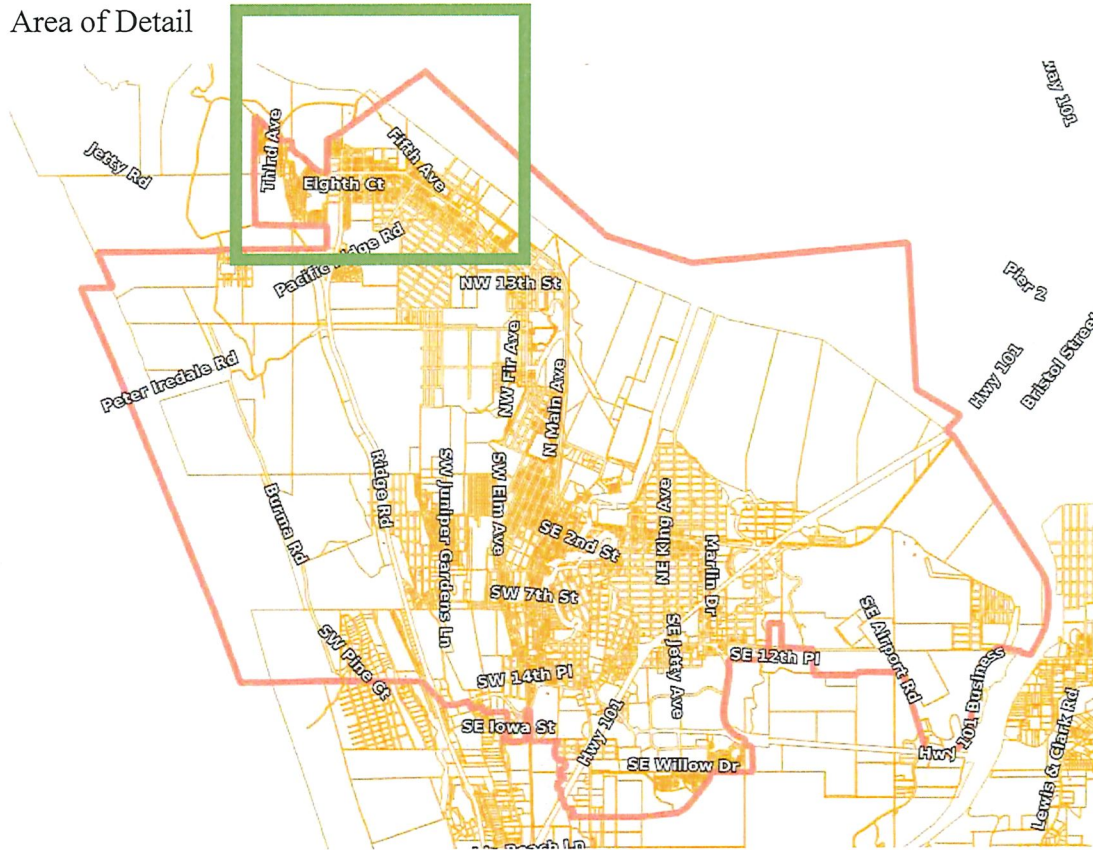 Area of Detail
way 101
Jetty Rd
Third Ave
Fifth Ave
Eighth Ct
Pacific Ridge Rd
NW 13th St
Pier 2
Hwy 101
Bristol Street
Peter Iredale Rd
NW Fir Ave
N Main Ave
Ridge Rd
SW Juniper Gardens Ln
SW Elm Ave
Burma Rd
SE 2nd St
NE King Ave
Marlin Dr
SW 7th St
SE Jetty Ave
SE Airport Rd
SW Pine Ct
SE 12th Pl
SW 14th Pl
SE Iowa St
Hwy 101
Hwy 101 Business
SE Willow Dr
Lewis & Clark Rd
Beach Ln